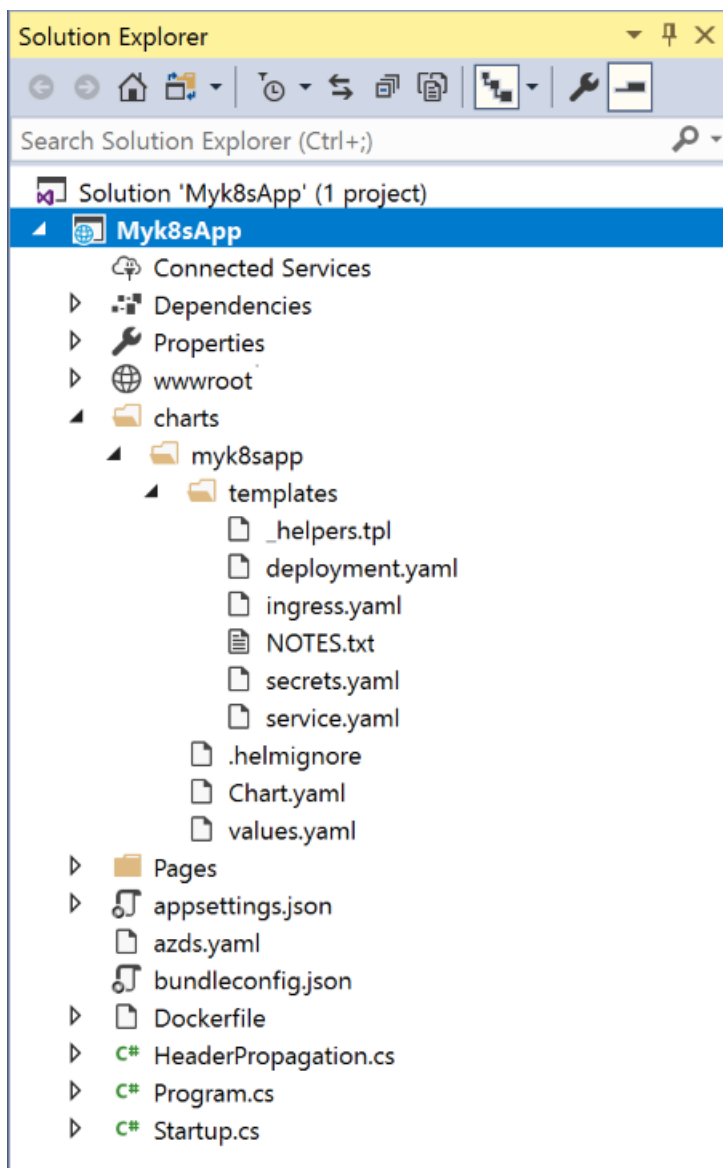 Solution Explorer
Search Solution Explorer (Ctrl+;)
Solution 'Myk8sApp' (1 project)
Myk8sApp
Connected Services
Dependencies
Properties
wwwroot
charts
myk8sapp
templates
_helpers.tpl
deployment.yaml
ingress.yaml
NOTES.txt
secrets.yaml
service.yaml
.helmignore
Chart.yaml
values.yaml
Pages
appsettings.json
azds.yaml
bundleconfig.json
Dockerfile
C# HeaderPropagation.cs
C# Program.cs
C# Startup.cs